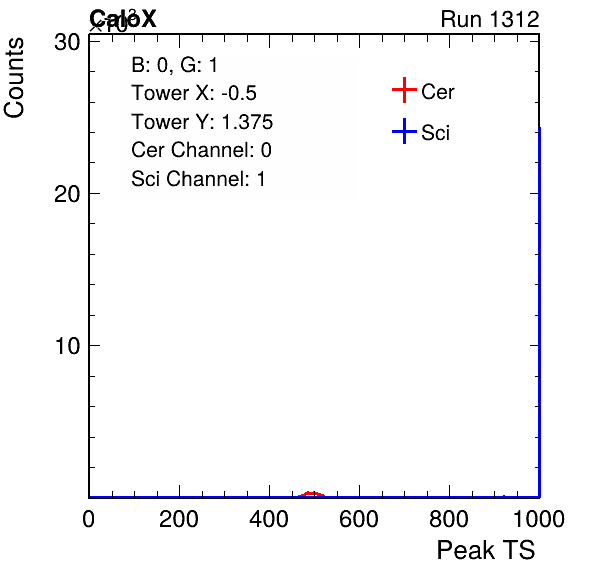 CaloX
×10³
Run 1312
B: 0, G: 1
Tower X: -0.5
Tower Y: 1.375
Cer Channel: 0
Sci Channel: 1
Cer
Sci
Counts
30
20
10
0 200 400 600 800 1000
Peak TS